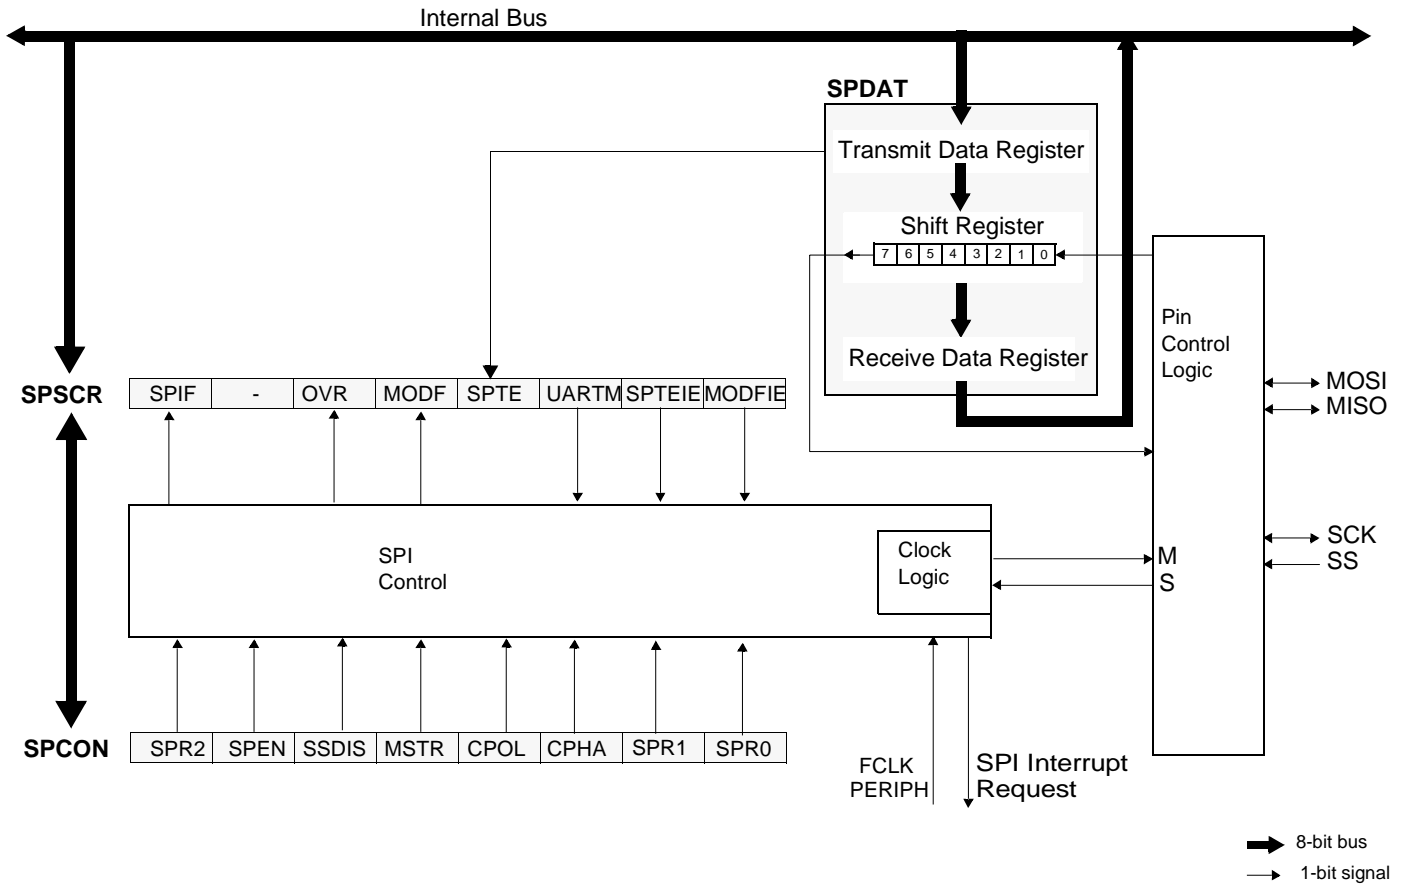 Internal Bus
SPDAT
Transmit Data Register
Shift Register
7 6 5 4 3 2 1 0
Receive Data Register
Pin
Control
Logic
MOSI
MISO
SCK
SS
SPSCR
SPIF - OVR MODF SPTE UARTM SPTEIE MODFIE
SPI
Control
Clock
Logic
M
S
SPCON
SPR2 SPEN SSDIS MSTR CPOL CPHA SPR1 SPR0
FCLK
PERIPH
SPI Interrupt
Request
8-bit bus
1-bit signal